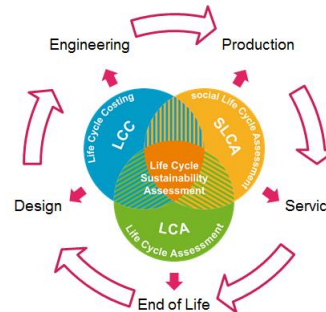 Engineering
Production
Life Cycle Costing
LCC
social Life Cycle Assessment
SLCA
Life Cycle
Sustainability
Assessment
Design
Servic
LCA
Life Cycle Assessment
End of Life